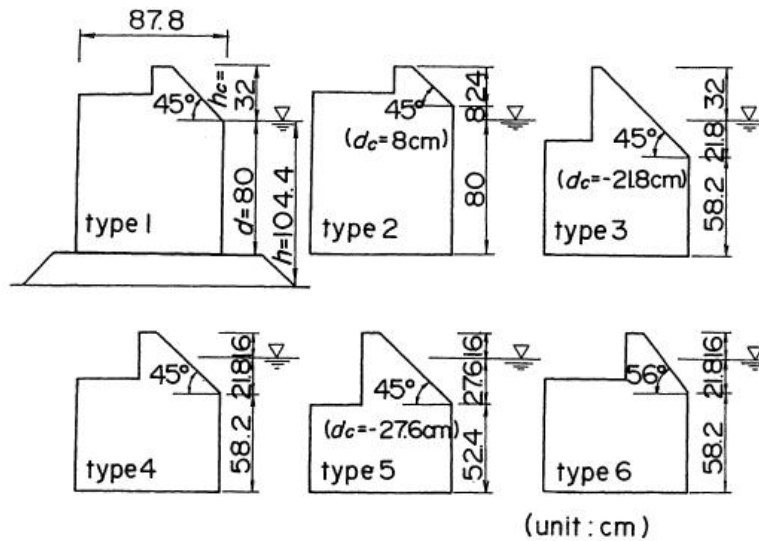 87.8
hc=
32
45°
d=80
h=104.4
type 1
24
8
45°
(dc=8cm)
80
type 2
32
45°
21.8
(dc=-21.8cm)
58.2
type 3
16
45°
21.8
58.2
type 4
16
27.6
45°
(dc=-27.6cm)
52.4
type 5
16
56°
21.8
58.2
type 6
(unit : cm)